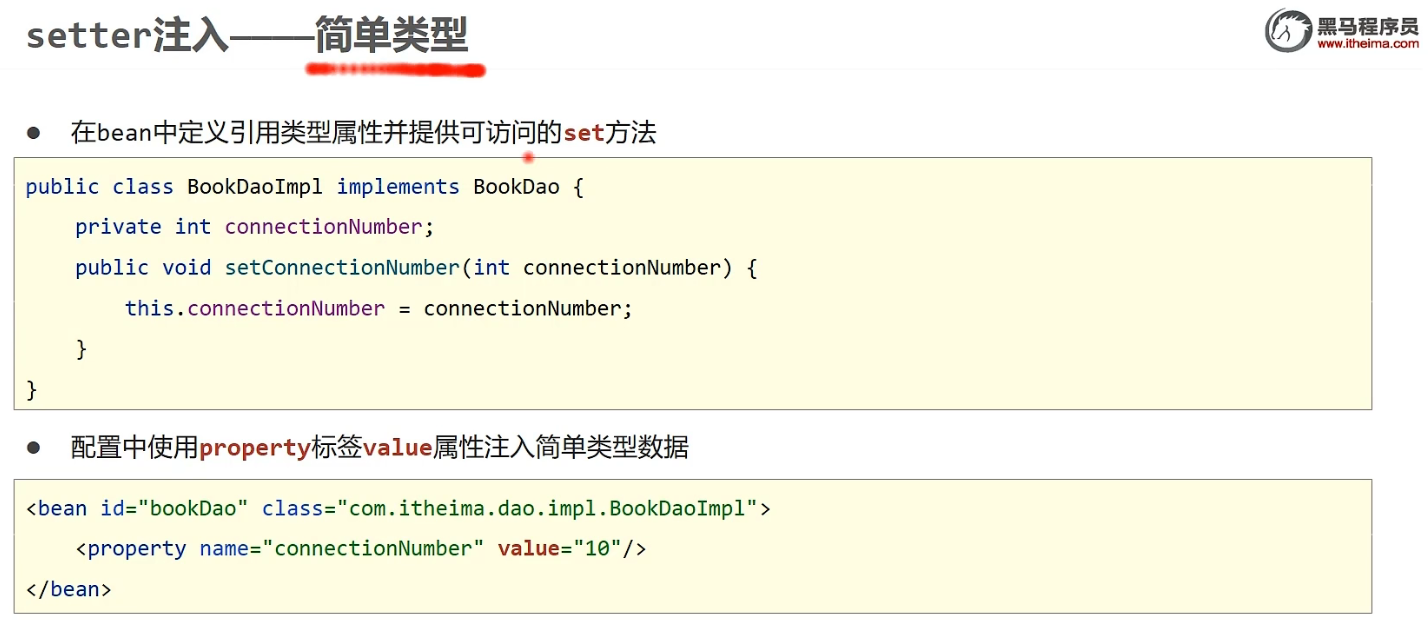 setter注入————简单类型
黑马程序员
www.itheima.com
● 在bean中定义引用类型属性并提供可访问的set方法
public class BookDaoImpl implements BookDao {
    private int connectionNumber;
    public void setConnectionNumber(int connectionNumber) {
        this.connectionNumber = connectionNumber;
    }
}
● 配置中使用property标签value属性注入简单类型数据
<bean id="bookDao" class="com.itheima.dao.impl.BookDaoImpl">
    <property name="connectionNumber" value="10"/>
</bean>